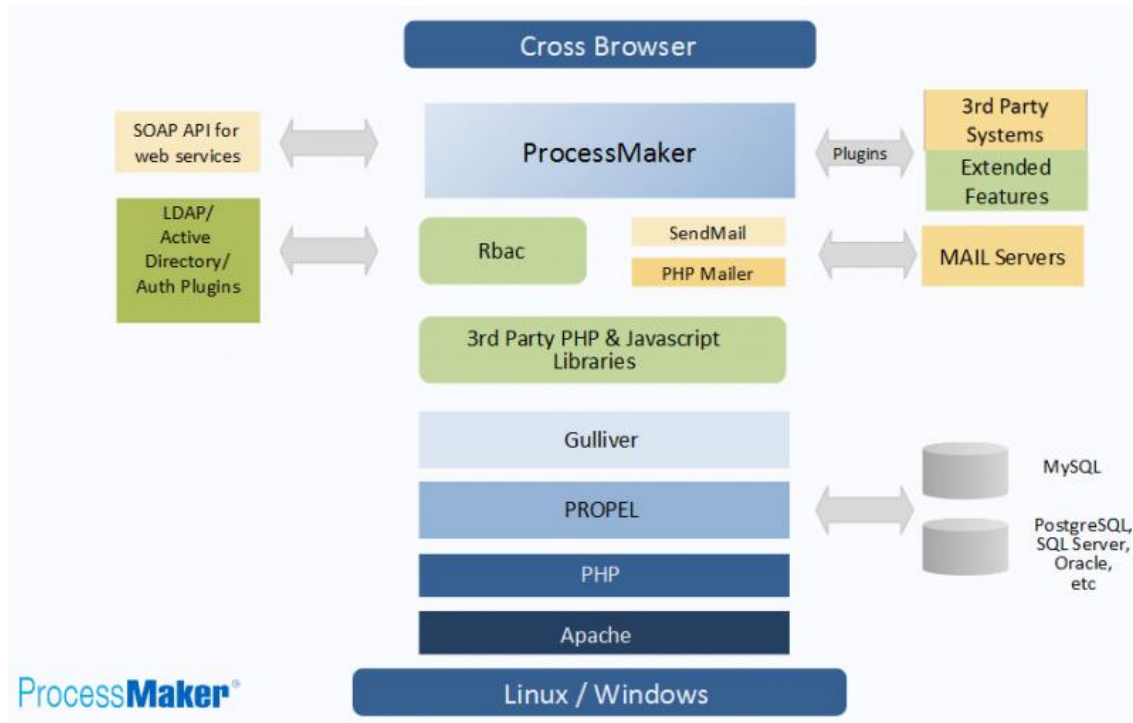 Cross Browser
SOAP API for
web services
ProcessMaker
Plugins
3rd Party
Systems
Extended
Features
LDAP/
Active
Directory/
Auth Plugins
Rbac
SendMail
PHP Mailer
MAIL Servers
3rd Party PHP & Javascript
Libraries
Gulliver
PROPEL
PHP
Apache
MySQL
PostgreSQL,
SQL Server,
Oracle,
etc
ProcessMaker®
Linux / Windows